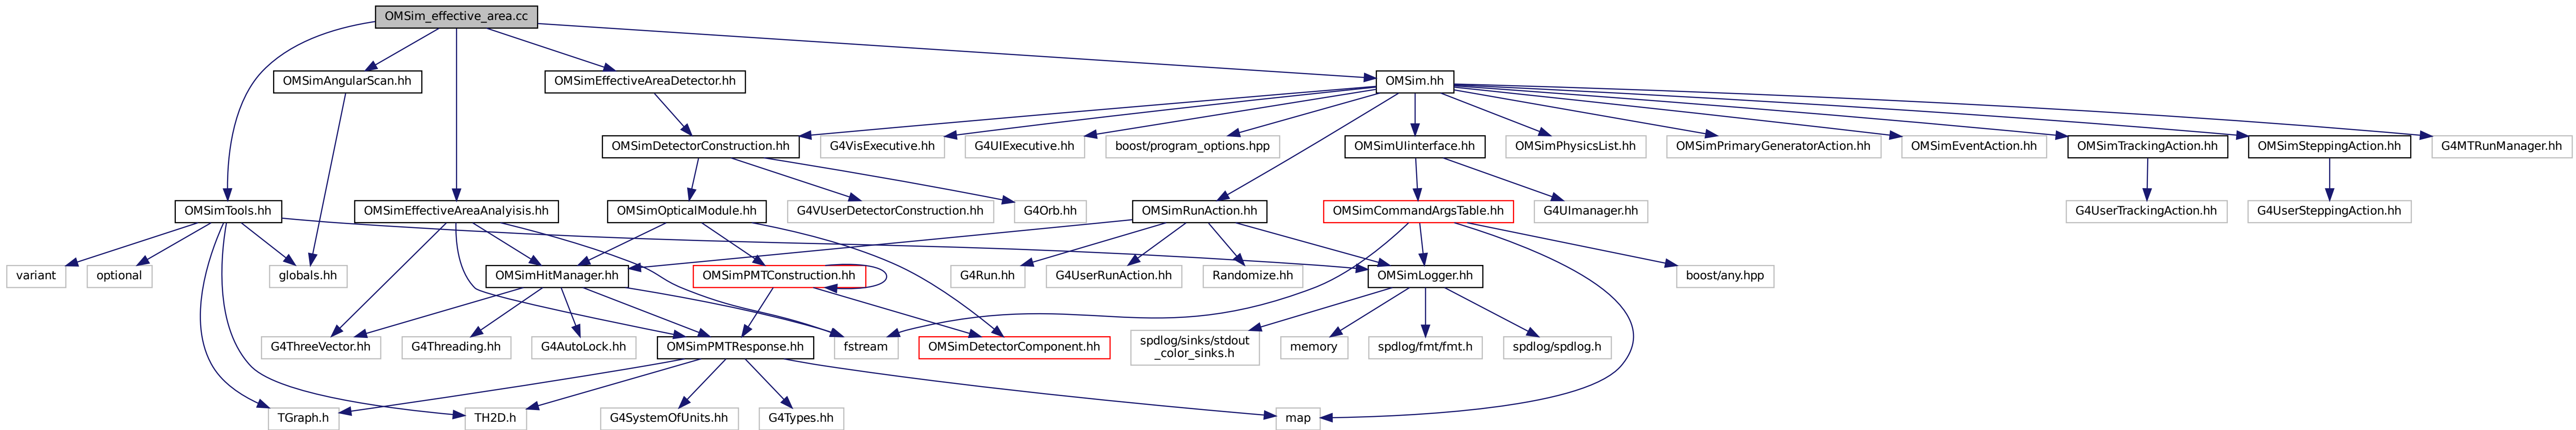 OMSim_effective_area.cc
OMSimAngularScan.hh
OMSimEffectiveAreaDetector.hh
OMSim.hh
OMSimDetectorConstruction.hh
G4VisExecutive.hh
G4UIExecutive.hh
boost/program_options.hpp
OMSimUIinterface.hh
OMSimPhysicsList.hh
OMSimPrimaryGeneratorAction.hh
OMSimEventAction.hh
OMSimTrackingAction.hh
OMSimSteppingAction.hh
G4MTRunManager.hh
OMSimTools.hh
OMSimEffectiveAreaAnalyisis.hh
OMSimOpticalModule.hh
G4VUserDetectorConstruction.hh
G4Orb.hh
OMSimRunAction.hh
OMSimCommandArgsTable.hh
G4UImanager.hh
G4UserTrackingAction.hh
G4UserSteppingAction.hh
variant
optional
globals.hh
OMSimHitManager.hh
OMSimPMTConstruction.hh
G4Run.hh
G4UserRunAction.hh
Randomize.hh
OMSimLogger.hh
boost/any.hpp
G4ThreeVector.hh
G4Threading.hh
G4AutoLock.hh
OMSimPMTResponse.hh
fstream
OMSimDetectorComponent.hh
spdlog/sinks/stdout
_color_sinks.h
memory
spdlog/fmt/fmt.h
spdlog/spdlog.h
TGraph.h
TH2D.h
G4SystemOfUnits.hh
G4Types.hh
map